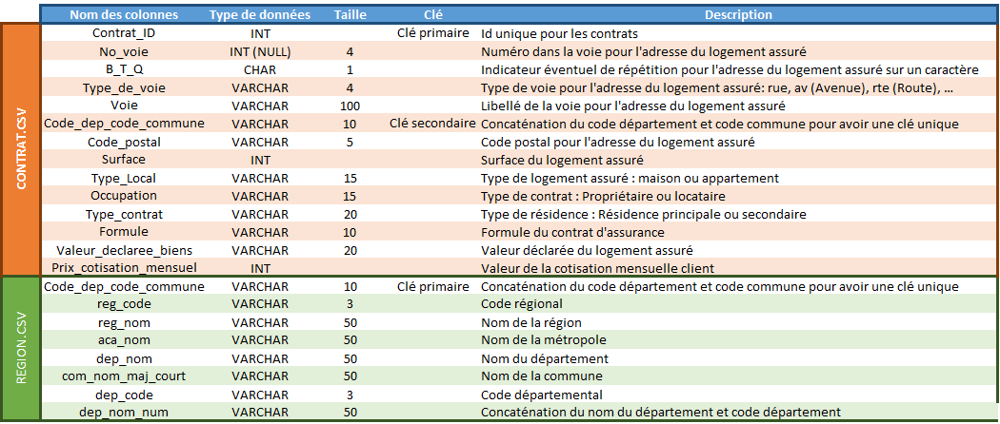 Nom des colonnes Type de données Taille Clé Description
CONTRAT.CSV
Contrat_ID INT Clé primaire Id unique pour les contrats
No_voie INT (NULL) 4 Numéro dans la voie pour l'adresse du logement assuré
B_T_Q CHAR 1 Indicateur éventuel de répétition pour l'adresse du logement assuré sur un caractère
Type_de_voie VARCHAR 4 Type de voie pour l'adresse du logement assuré: rue, av (Avenue), rte (Route), ...
Voie VARCHAR 100 Libellé de la voie pour l'adresse du logement assuré
Code_dep_code_commune VARCHAR 10 Clé secondaire Concaténation du code département et code commune pour avoir une clé unique
Code_postal VARCHAR 5 Code postal pour l'adresse du logement assuré
Surface INT Surface du logement assuré
Type_Local VARCHAR 15 Type de logement assuré : maison ou appartement
Occupation VARCHAR 15 Type de contrat : Propriétaire ou locataire
Type_contrat VARCHAR 20 Type de résidence : Résidence principale ou secondaire
Formule VARCHAR 10 Formule du contrat d'assurance
Valeur_declaree_biens VARCHAR 20 Valeur déclarée du logement assuré
Prix_cotisation_mensuel INT Valeur de la cotisation mensuelle client
REGION.CSV
Code_dep_code_commune VARCHAR 10 Clé primaire Concaténation du code département et code commune pour avoir une clé unique
reg_code VARCHAR 3 Code régional
reg_nom VARCHAR 50 Nom de la région
aca_nom VARCHAR 50 Nom de la métropole
dep_nom VARCHAR 50 Nom du département
com_nom_maj_court VARCHAR 50 Nom de la commune
dep_code VARCHAR 3 Code départemental
dep_nom_num VARCHAR 50 Concaténation du nom du département et code département